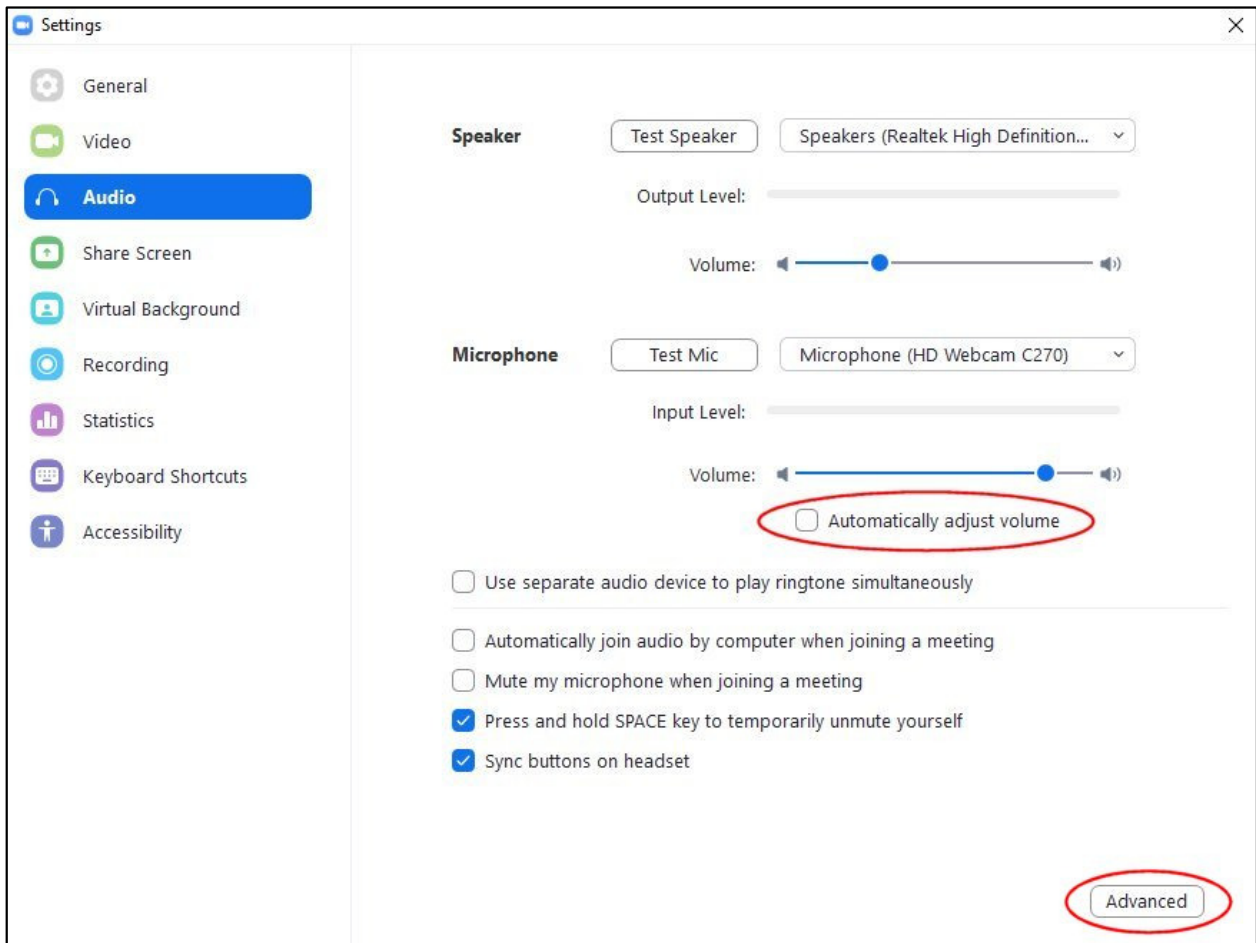 Settings
General
Video
Audio
Share Screen
Virtual Background
Recording
Statistics
Keyboard Shortcuts
Accessibility
Speaker Test Speaker Speakers (Realtek High Definition...
Output Level:
Volume:
Microphone Test Mic Microphone (HD Webcam C270)
Input Level:
Volume:
Automatically adjust volume
Use separate audio device to play ringtone simultaneously
Automatically join audio by computer when joining a meeting
Mute my microphone when joining a meeting
Press and hold SPACE key to temporarily unmute yourself
Sync buttons on headset
Advanced